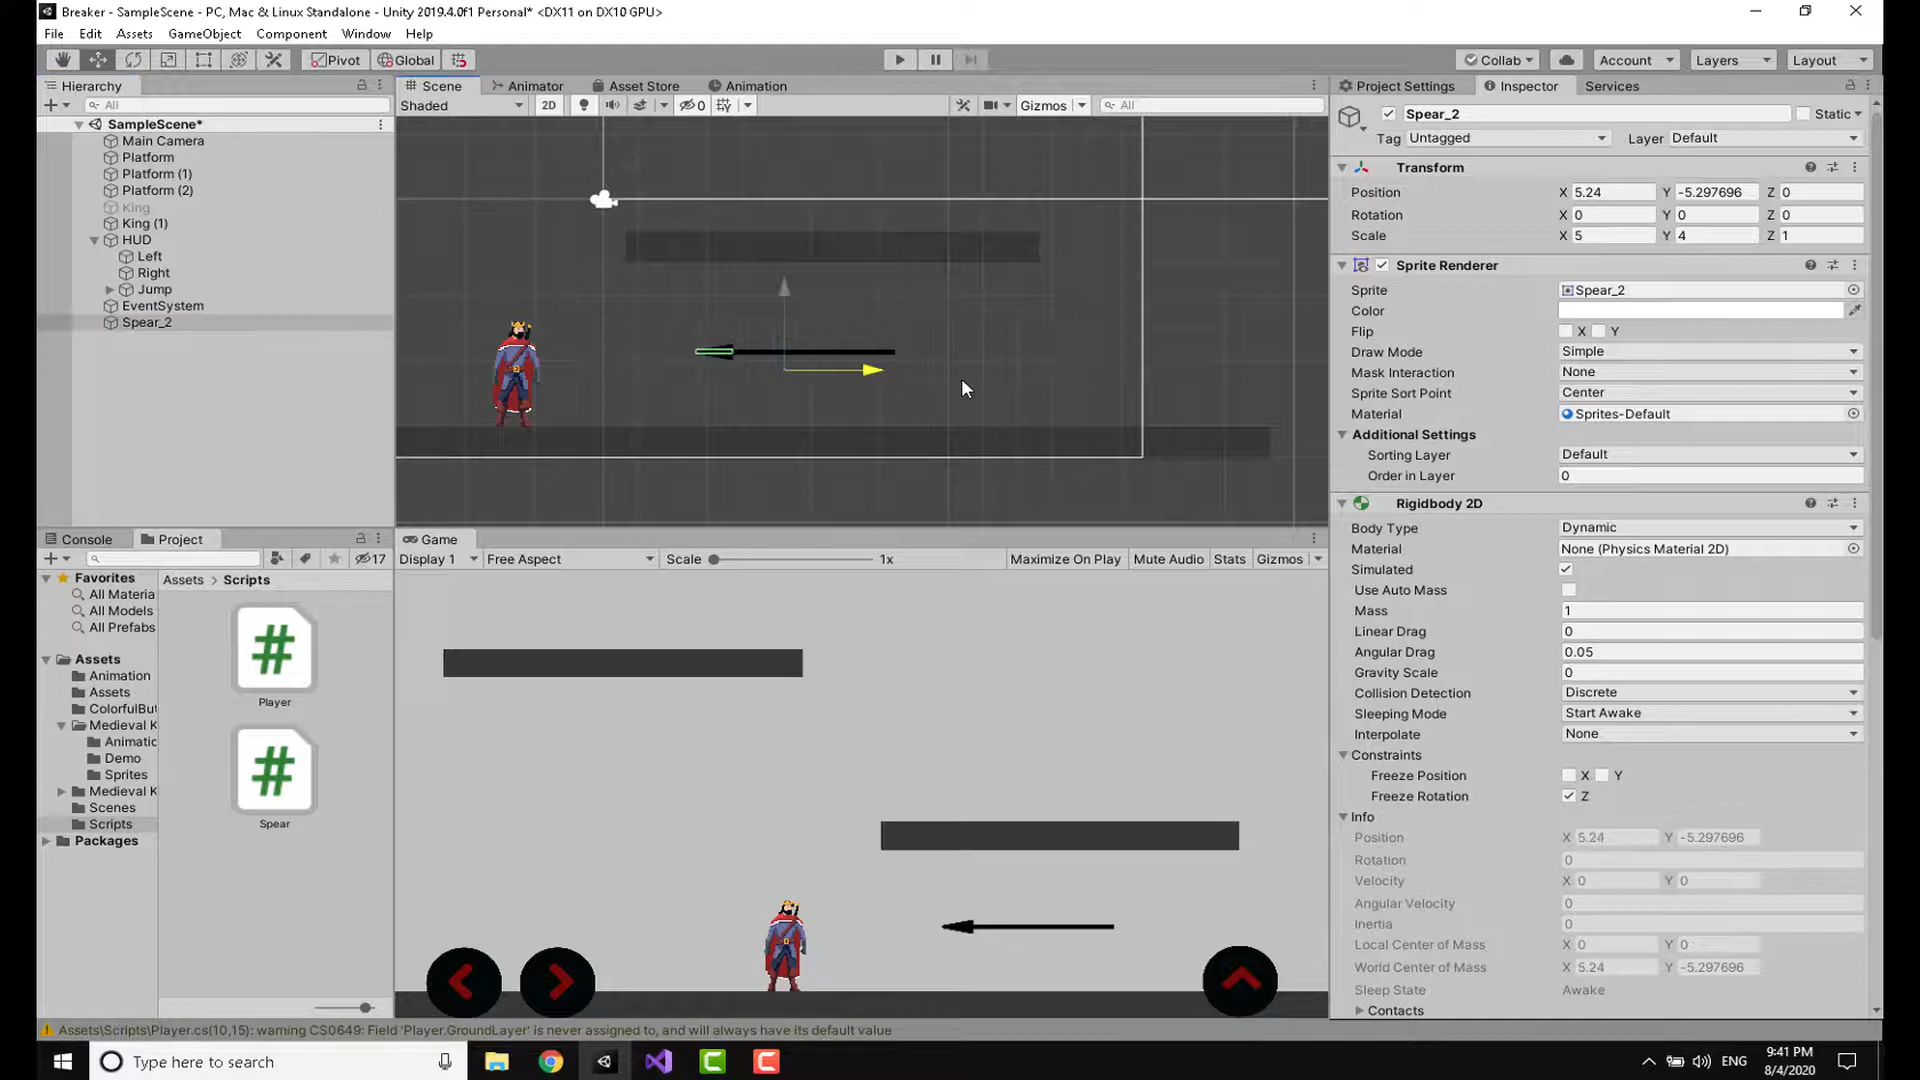 Breaker - SampleScene - PC, Mac & Linux Standalone - Unity 2019.4.0f1 Personal* <DX11 on DX10 GPU>
File Edit Assets GameObject Component Window Help
Pivot Global Collab Account Layers Layout
Hierarchy
All
SampleScene*
Main Camera
Platform
Platform (1)
Platform (2)
King
King (1)
HUD
Left
Right
Jump
EventSystem
Spear_2
Scene Animator Asset Store Animation
Shaded 2D 0 Gizmos All
Project Settings Inspector Services
Spear_2 Static
Tag Untagged Layer Default
Transform
Position X 5.24 Y -5.297696 Z 0
Rotation X 0 Y 0 Z 0
Scale X 5 Y 4 Z 1
Sprite Renderer
Sprite Spear_2
Color
Flip X Y
Draw Mode Simple
Mask Interaction None
Sprite Sort Point Center
Material Sprites-Default
Additional Settings
Sorting Layer Default
Order in Layer 0
Rigidbody 2D
Body Type Dynamic
Material None (Physics Material 2D)
Simulated
Use Auto Mass
Mass 1
Linear Drag 0
Angular Drag 0.05
Gravity Scale 0
Collision Detection Discrete
Sleeping Mode Start Awake
Interpolate None
Constraints
Freeze Position X Y
Freeze Rotation Z
Info
Position X 5.24 Y -5.297696
Rotation 0
Velocity X 0 Y 0
Angular Velocity 0
Inertia 0
Local Center of Mass X 0 Y 0
World Center of Mass X 5.24 Y -5.297696
Sleep State Awake
Contacts
Console Project
17
Favorites
All Materia
All Models
All Prefabs
Assets
Animation
Assets
ColorfulBu
Medieval K
Animatic
Demo
Sprites
Medieval K
Scenes
Scripts
Packages
Assets > Scripts
Player
Spear
Game
Display 1 Free Aspect Scale 1x Maximize On Play Mute Audio Stats Gizmos
Assets\Scripts\Player.cs(10,15): warning CS0649: Field 'Player.GroundLayer' is never assigned to, and will always have its default value
Type here to search
ENG
9:41 PM
8/4/2020